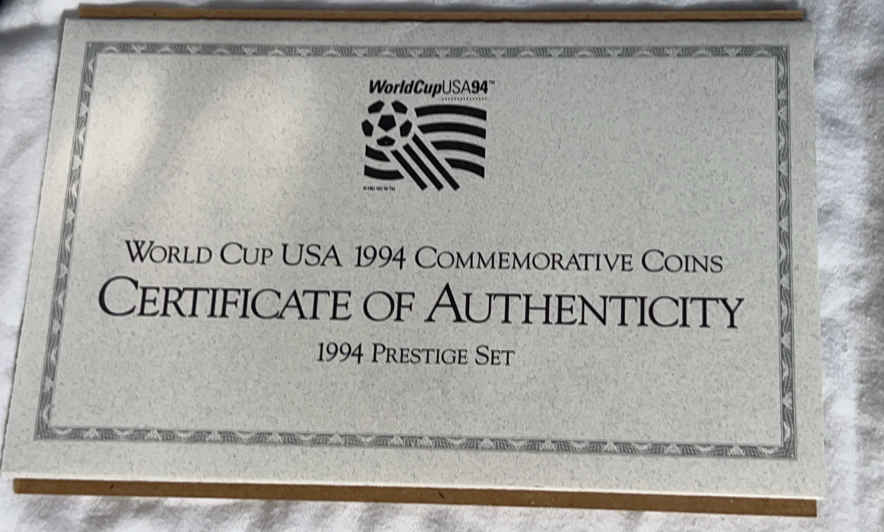 WorldCupUSA94™
World Cup USA 1994 Commemorative Coins
Certificate of Authenticity
1994 Prestige Set